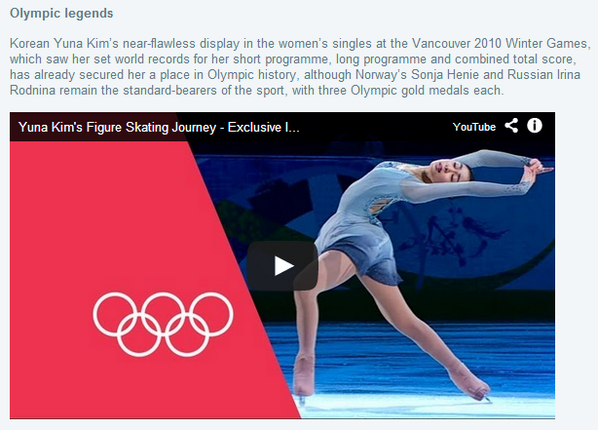 Olympic legends
Korean Yuna Kim's near-flawless display in the women's singles at the Vancouver 2010 Winter Games,
which saw her set world records for her short programme, long programme and combined total score,
has already secured her a place in Olympic history, although Norway's Sonja Henie and Russian Irina
Rodnina remain the standard-bearers of the sport, with three Olympic gold medals each.
Yuna Kim's Figure Skating Journey - Exclusive I...
YouTube